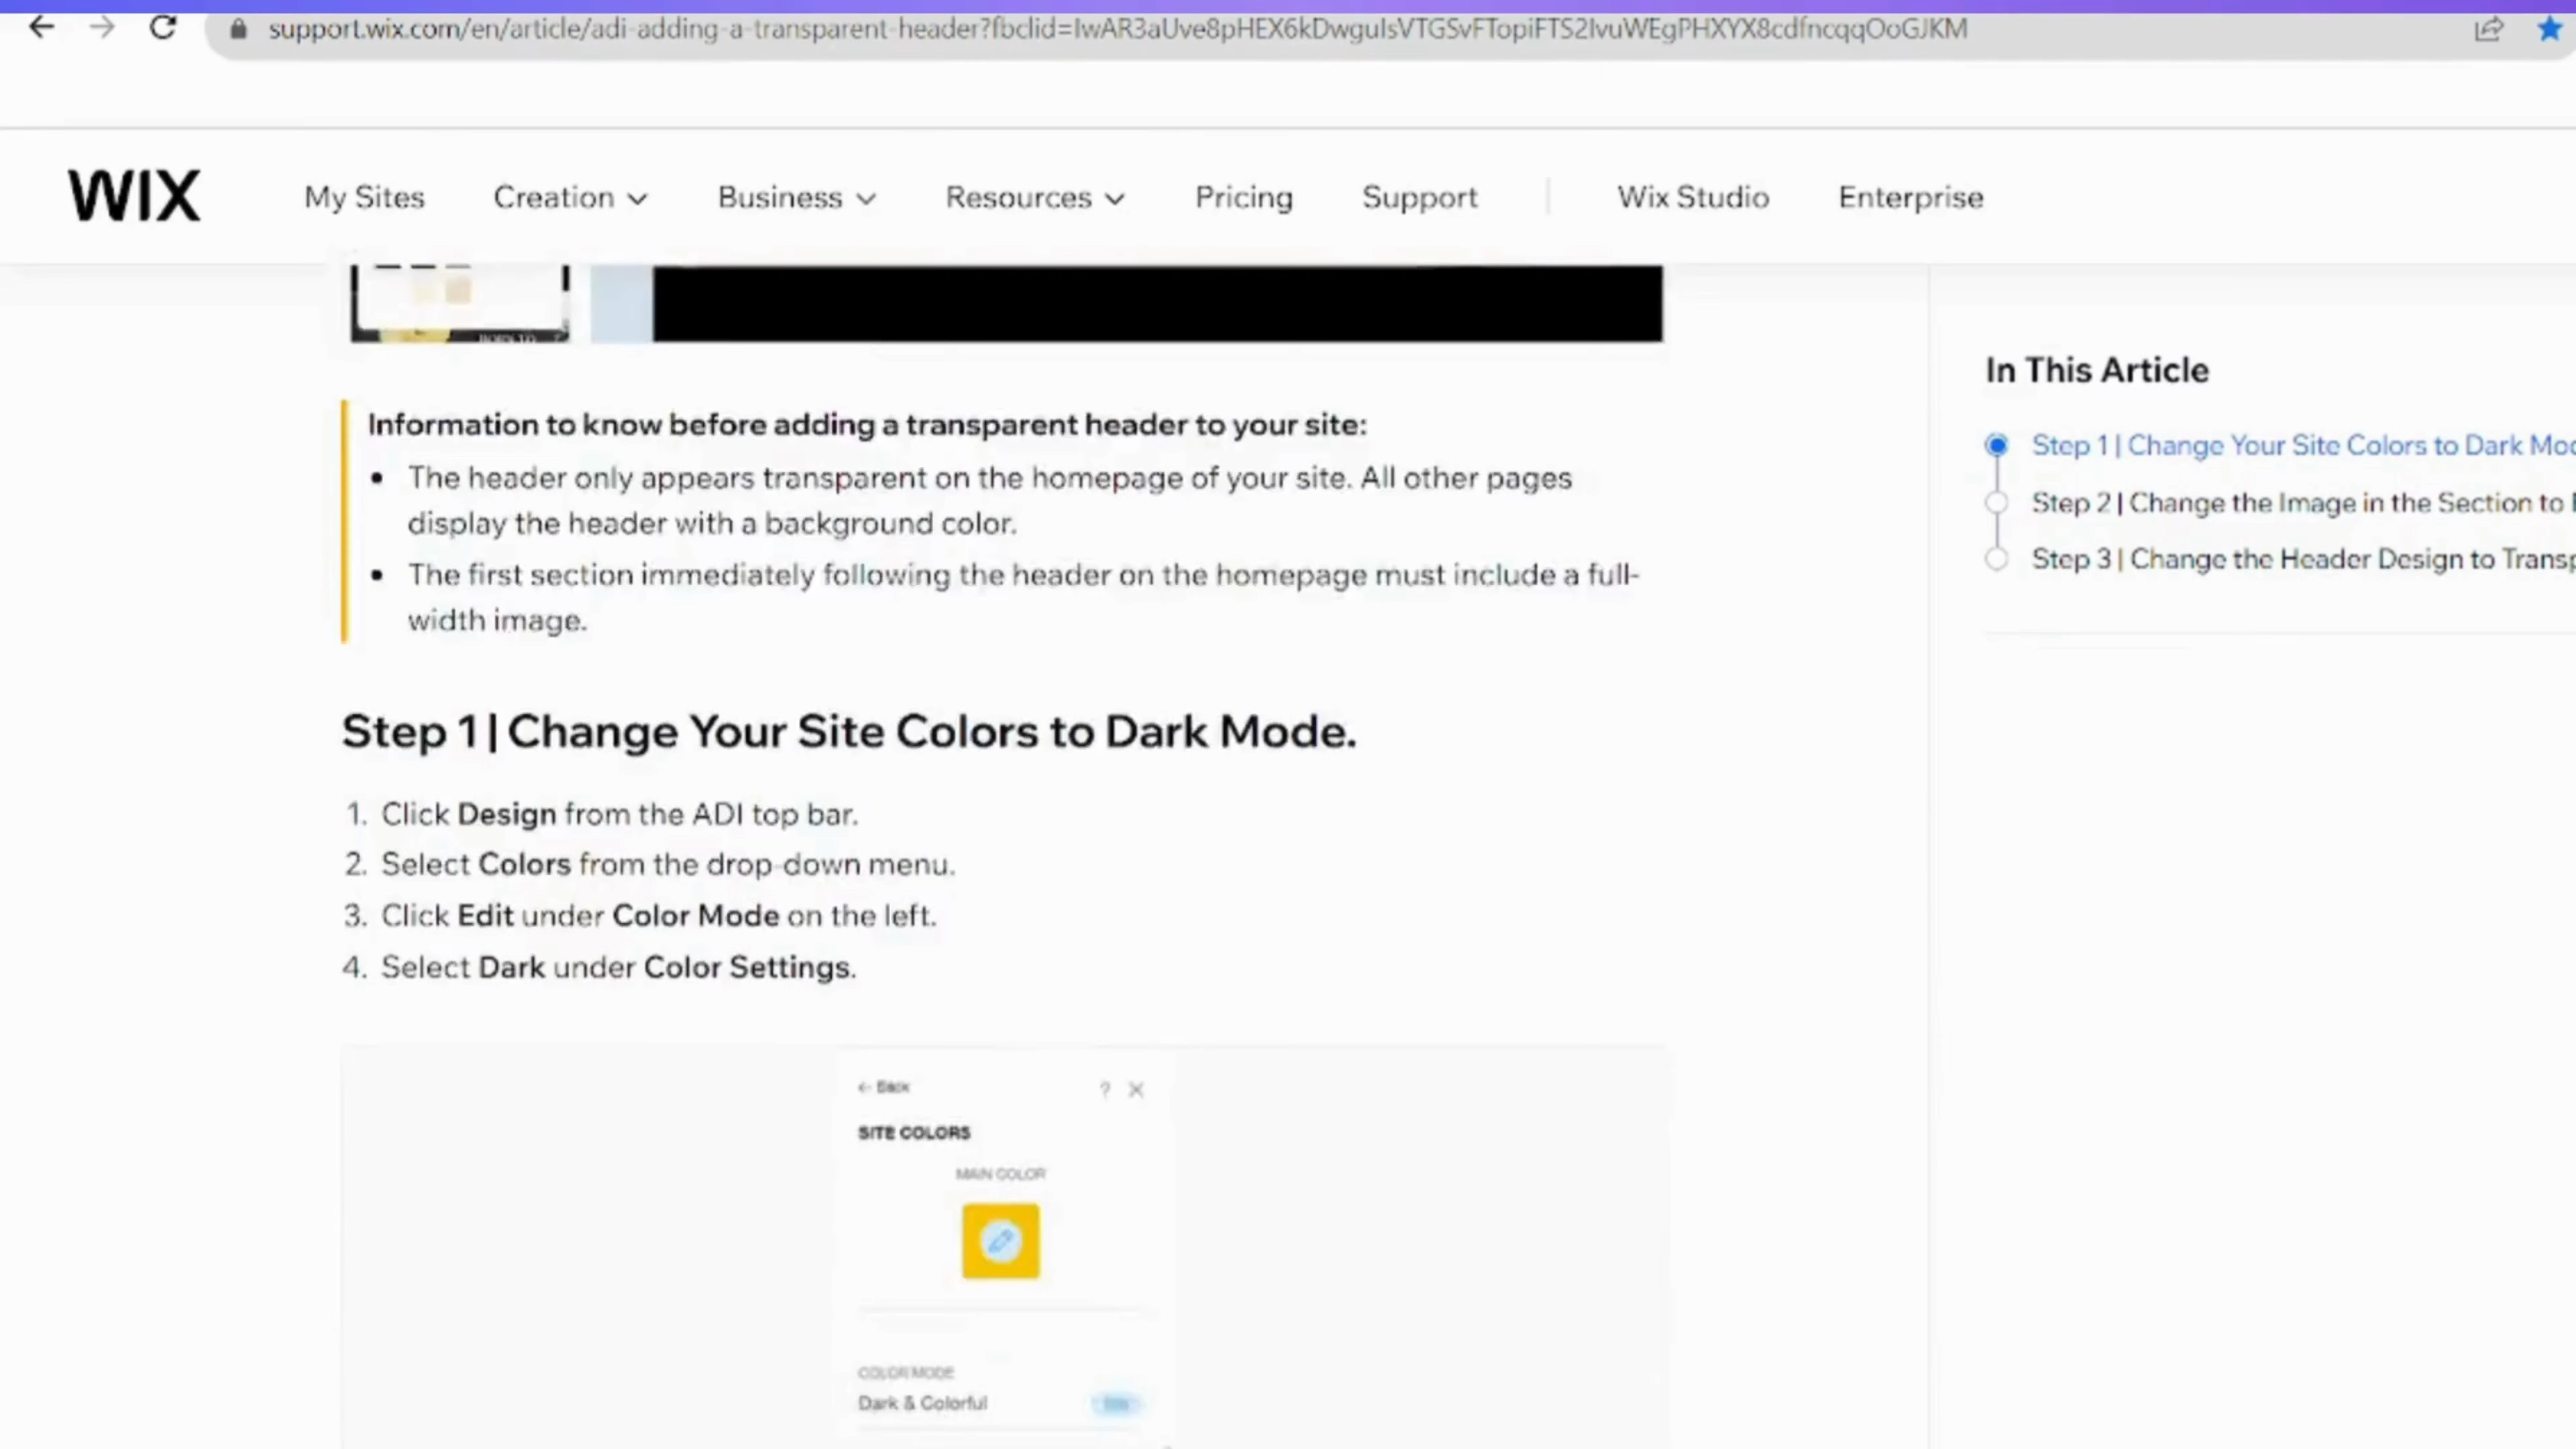 support.wix.com/en/article/adi-adding-a-transparent-header?fbclid=IwAR3aUve8pHEX6kDwguIsVTGSvFTopiFTS2IvuWEgPHXYX8cdfncqqOoGJKM
WIX My Sites Creation Business Resources Pricing Support Wix Studio Enterprise
Information to know before adding a transparent header to your site:
• The header only appears transparent on the homepage of your site. All other pages
display the header with a background color.
• The first section immediately following the header on the homepage must include a full-
width image.
Step 1 | Change Your Site Colors to Dark Mode.
1. Click Design from the ADI top bar.
2. Select Colors from the drop-down menu.
3. Click Edit under Color Mode on the left.
4. Select Dark under Color Settings.
← Back ? ×
SITE COLORS
MAIN COLOR
COLOR MODE
Dark & Colorful
In This Article
Step 1 | Change Your Site Colors to Dark
Step 2 | Change the Image in the Section to
Step 3 | Change the Header Design to